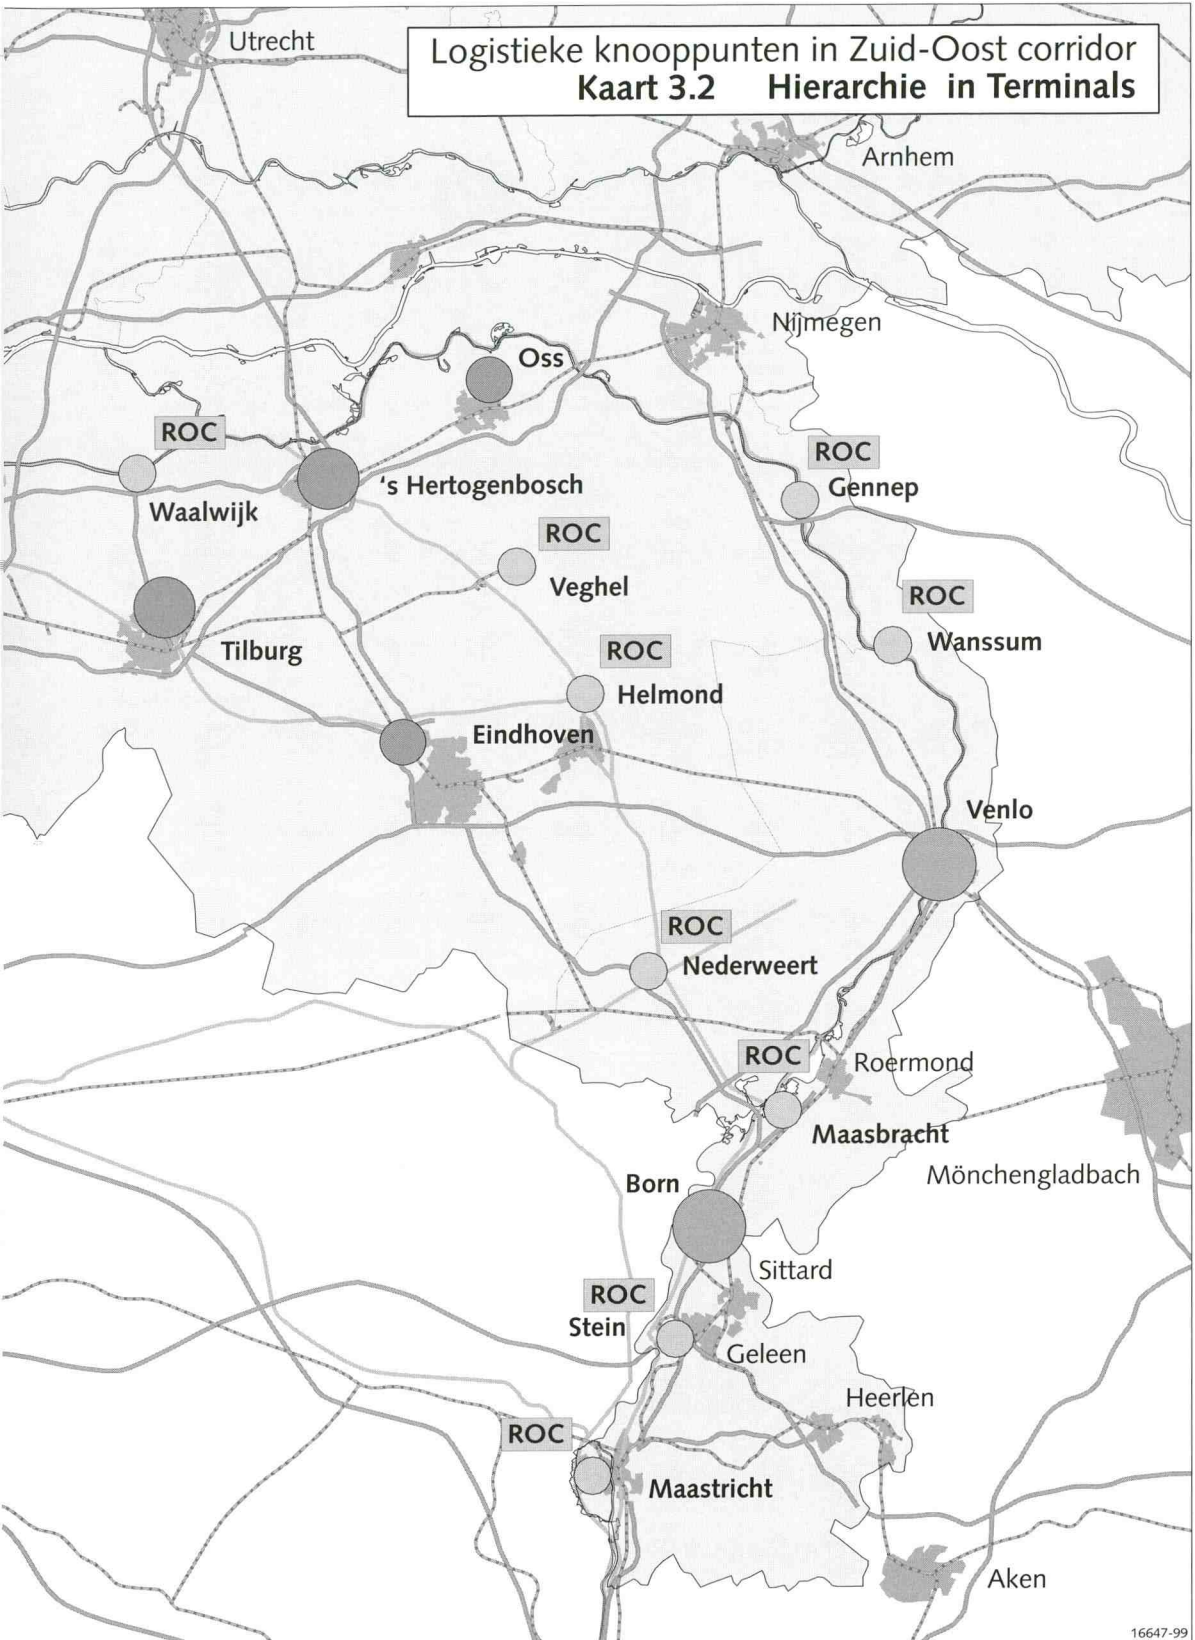 Utrecht
Logistieke knooppunten in Zuid-Oost corridor
Kaart 3.2 Hierarchie in Terminals
Arnhem
Nijmegen
Oss
ROC
Waalwijk
's Hertogenbosch
ROC
Gennep
ROC
Veghel
ROC
Wanssum
Tilburg
ROC
Helmond
Eindhoven
Venlo
ROC
Nederweert
ROC
Roermond
Maasbracht
Mönchengladbach
Born
Sittard
ROC
Stein
Geleen
Heerlen
ROC
Maastricht
Aken
16647-99